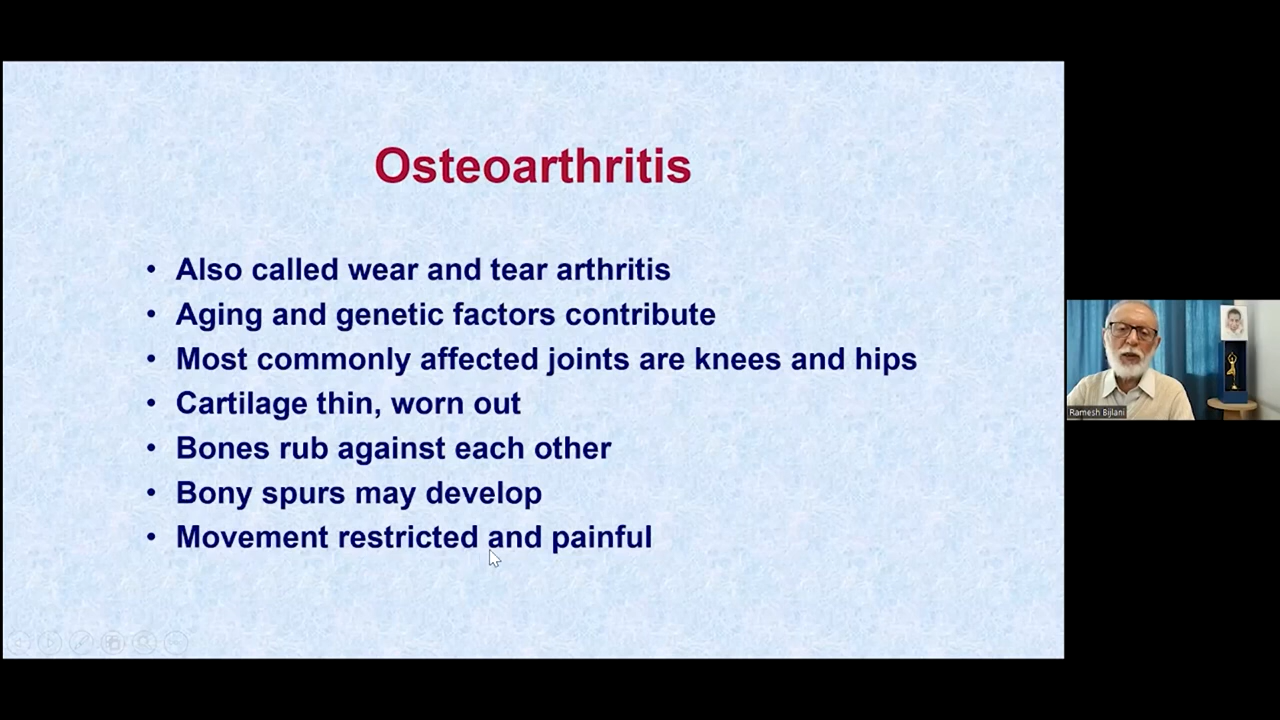 Osteoarthritis
• Also called wear and tear arthritis
• Aging and genetic factors contribute
• Most commonly affected joints are knees and hips
• Cartilage thin, worn out
• Bones rub against each other
• Bony spurs may develop
• Movement restricted and painful
Ramesh Bijlani